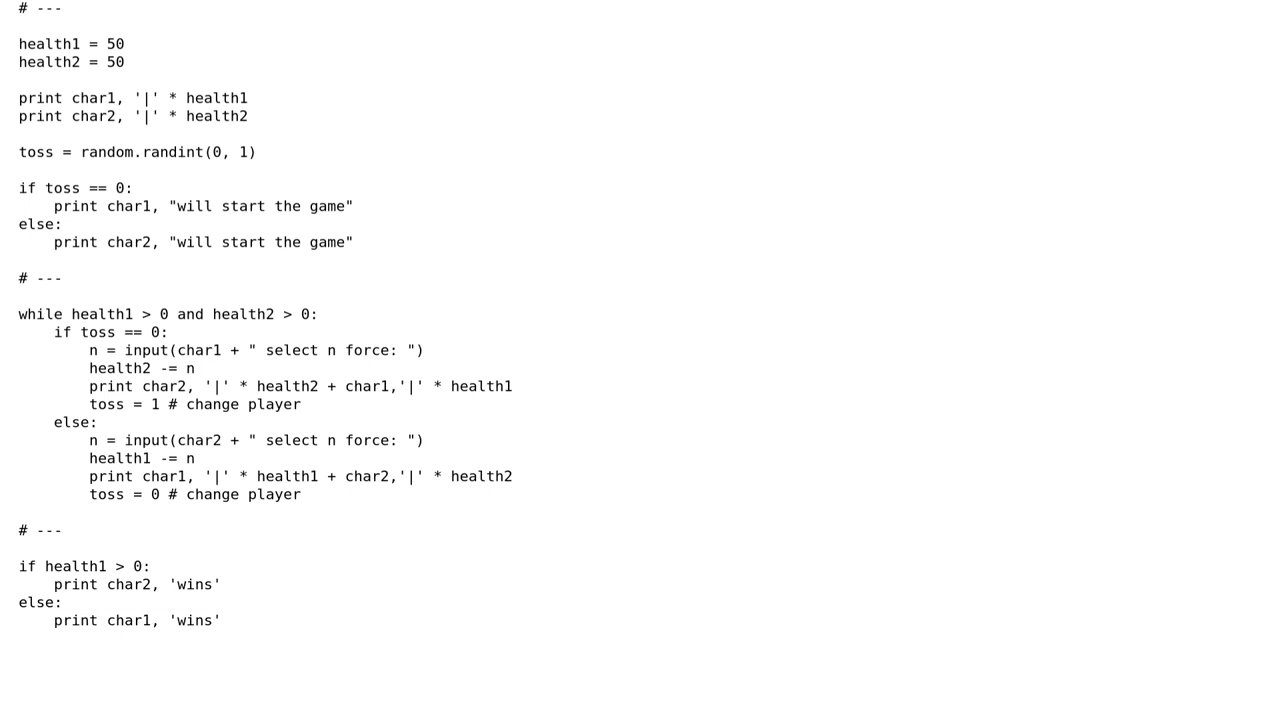 # ---
health1 = 50
health2 = 50
print char1, '|' * health1
print char2, '|' * health2
toss = random.randint(0, 1)
if toss == 0:
    print char1, "will start the game"
else:
    print char2, "will start the game"
# ---
while health1 > 0 and health2 > 0:
    if toss == 0:
        n = input(char1 + " select n force: ")
        health2 -= n
        print char2, '|' * health2 + char1,'|' * health1
        toss = 1 # change player
    else:
        n = input(char2 + " select n force: ")
        health1 -= n
        print char1, '|' * health1 + char2,'|' * health2
        toss = 0 # change player
# ---
if health1 > 0:
    print char2, 'wins'
else:
    print char1, 'wins'